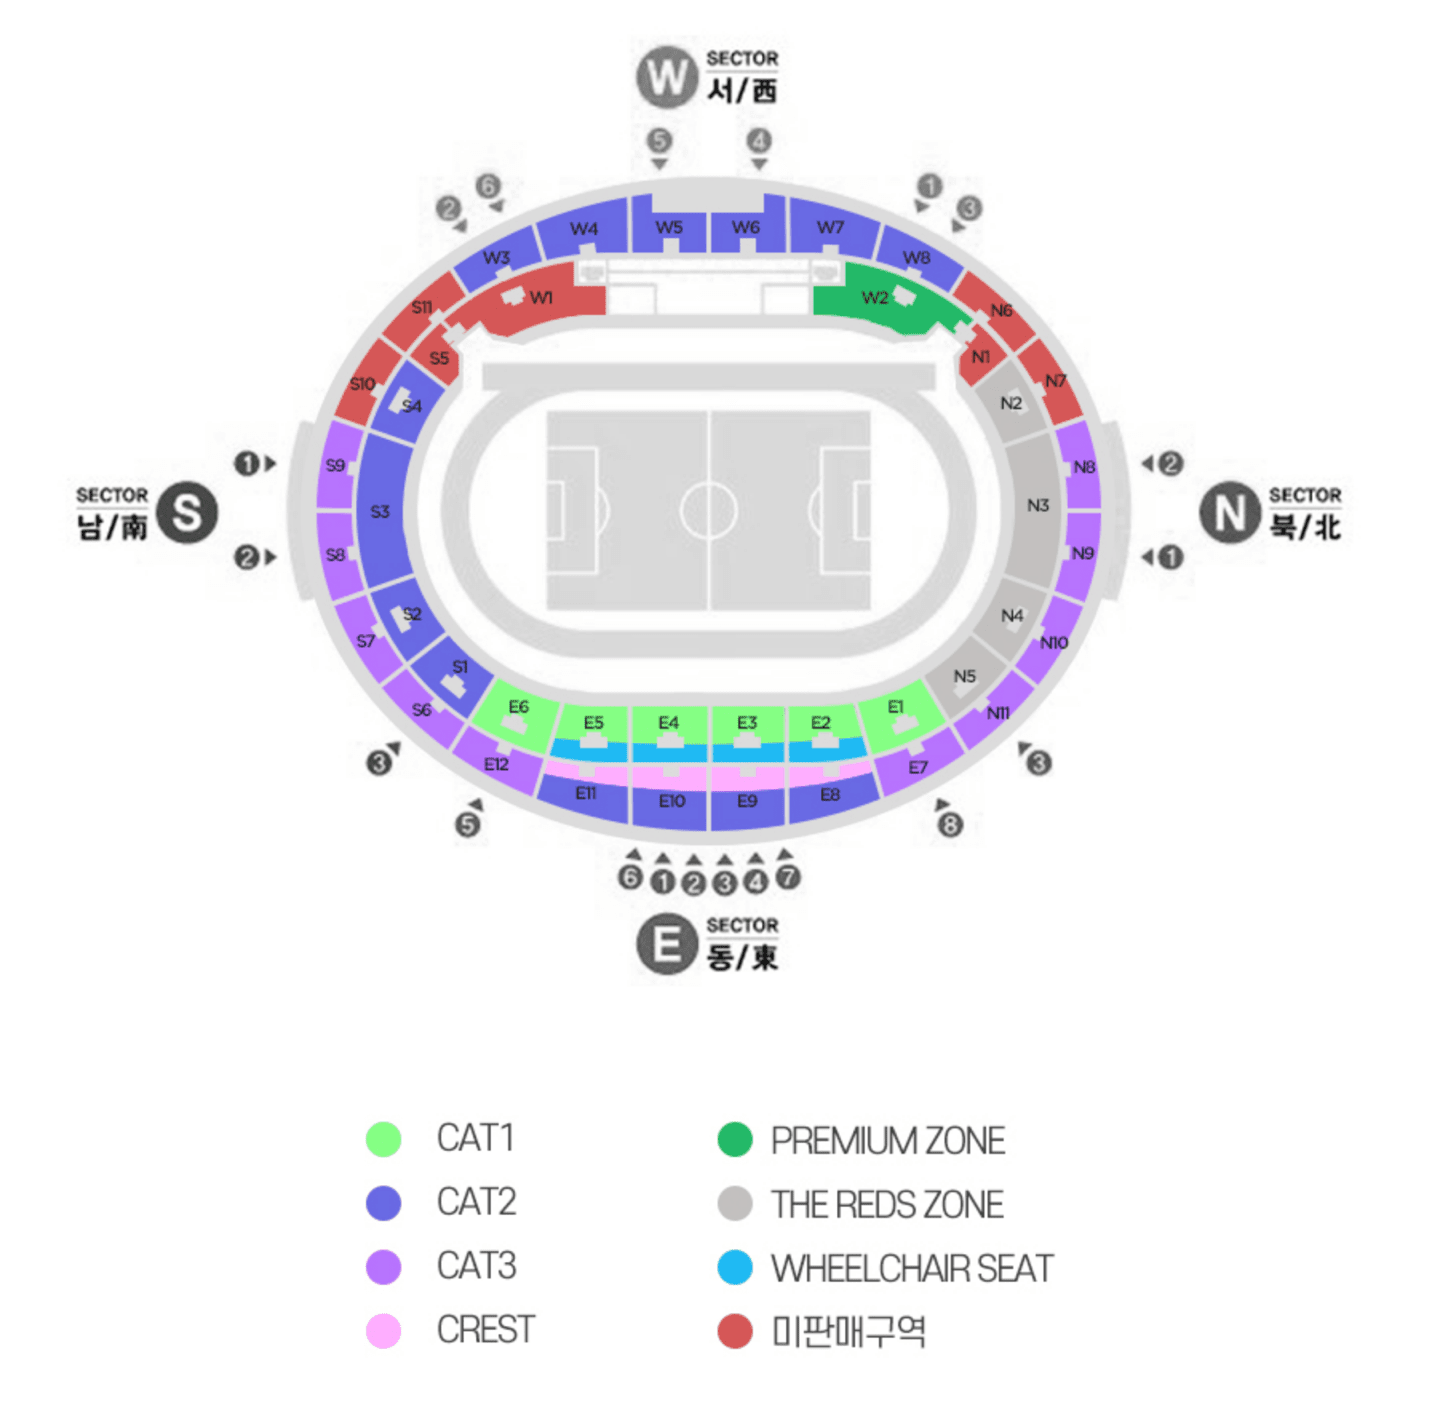 W
SECTOR
서/西
5
4
6
2
1
3
W5
W6
W4
W7
W3
W8
S11
W1
W2
N6
S5
N1
S10
N7
S4
N2
S9
N8
1
2
SECTOR
남/南
S
S3
N3
N
SECTOR
북/北
2
1
S8
N9
S2
N4
S7
N10
S1
N5
S6
N11
E6
E1
E5
E4
E3
E2
3
3
E12
E7
E11
E10
E9
E8
5
8
6
1
2
3
4
7
E
SECTOR
동/東
CAT1
CAT2
CAT3
CREST
PREMIUM ZONE
THE REDS ZONE
WHEELCHAIR SEAT
미판매구역